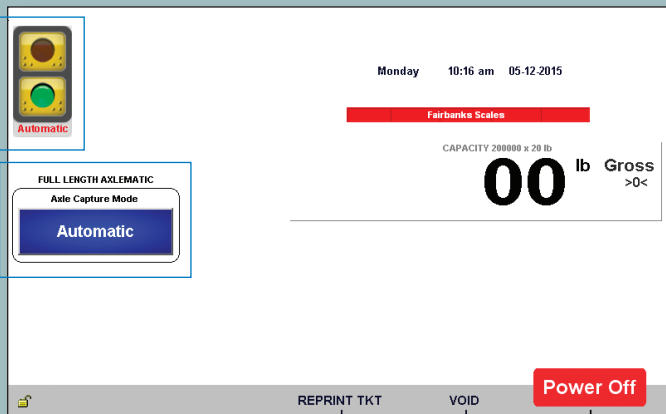 Automatic
Monday 10:16 am 05-12-2015
Fairbanks Scales
CAPACITY 200000 x 20 lb
00 lb Gross
>0<
FULL LENGTH AXLEMATIC
Axle Capture Mode
Automatic
REPRINT TKT VOID Power Off